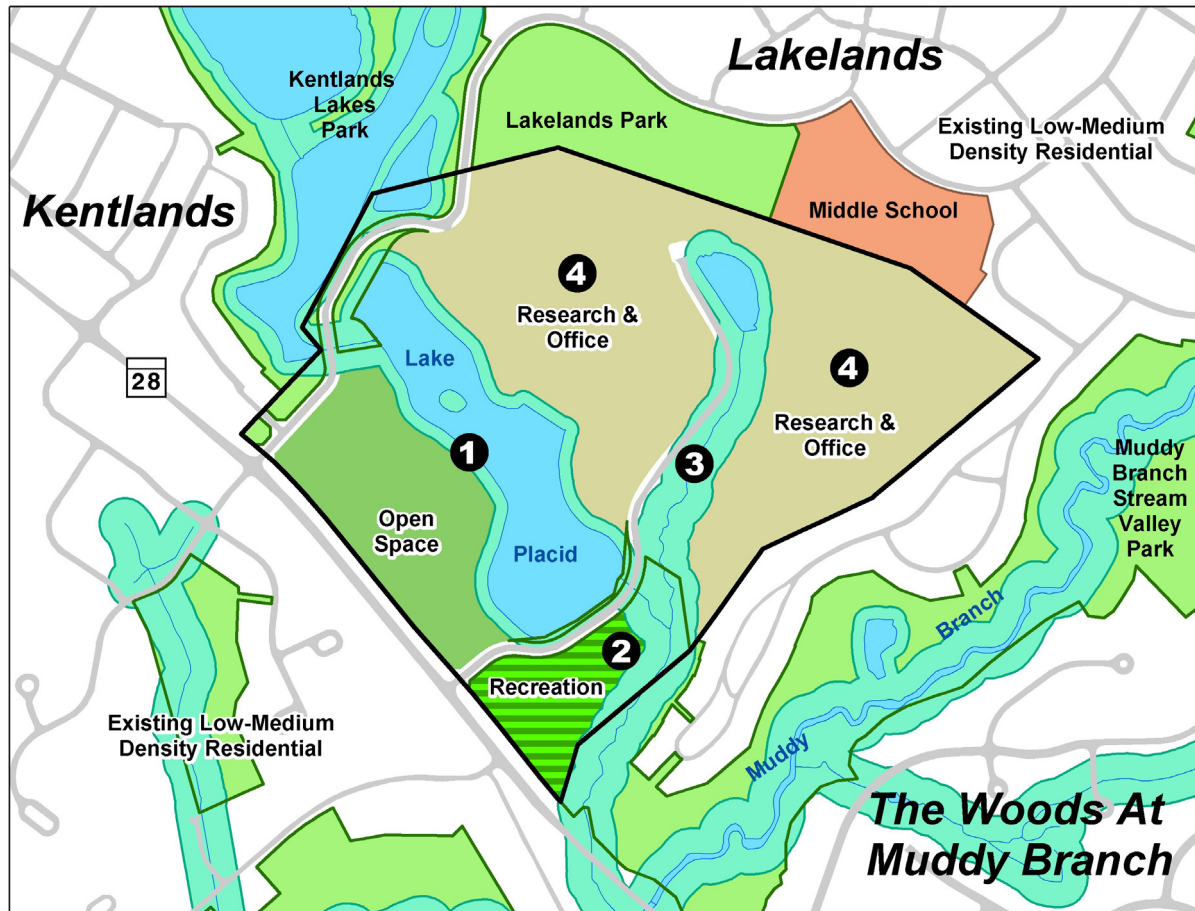 Lakelands
Kentlands
Lakes
Park
Lakelands Park
Existing Low-Medium
Density Residential
Kentlands
Middle School
4
Research &
Office
28
Lake
4
Research &
Office
1
3
Muddy
Branch
Stream
Valley
Park
Open
Space
Placid
Branch
2
Recreation
Existing Low-Medium
Density Residential
Muddy
The Woods At
Muddy Branch